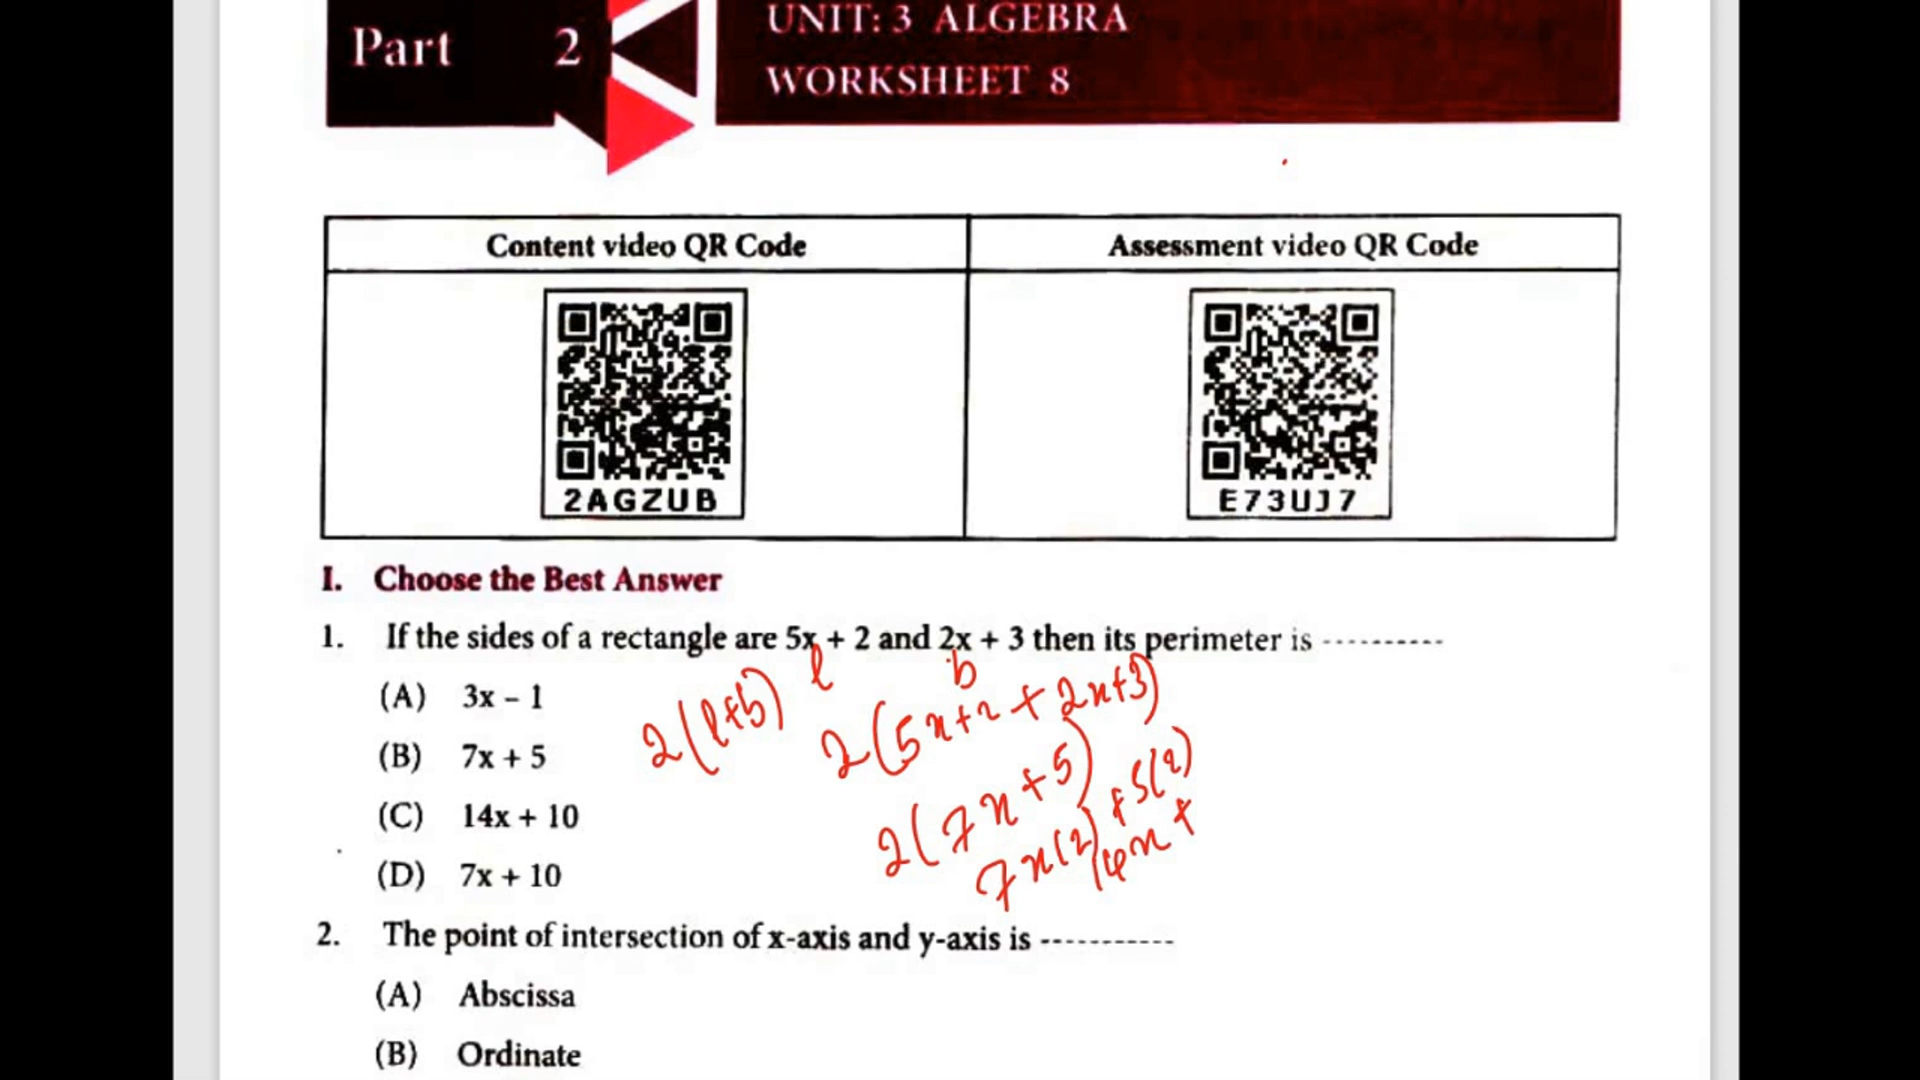 Part 2
UNIT: 3 ALGEBRA
WORKSHEET 8
Content video QR Code
Assessment video QR Code
2AGZUB
E73UJ7
I. Choose the Best Answer
1. If the sides of a rectangle are 5x + 2 and 2x + 3 then its perimeter is ----------
l b
(A) 3x – 1
2(l+b) 2(5x+2 + 2x+3)
(B) 7x + 5
2(7x+5)
(C) 14x + 10
7x(2) + 5(2)
14x +
(D) 7x + 10
2. The point of intersection of x-axis and y-axis is -----------
(A) Abscissa
(B) Ordinate